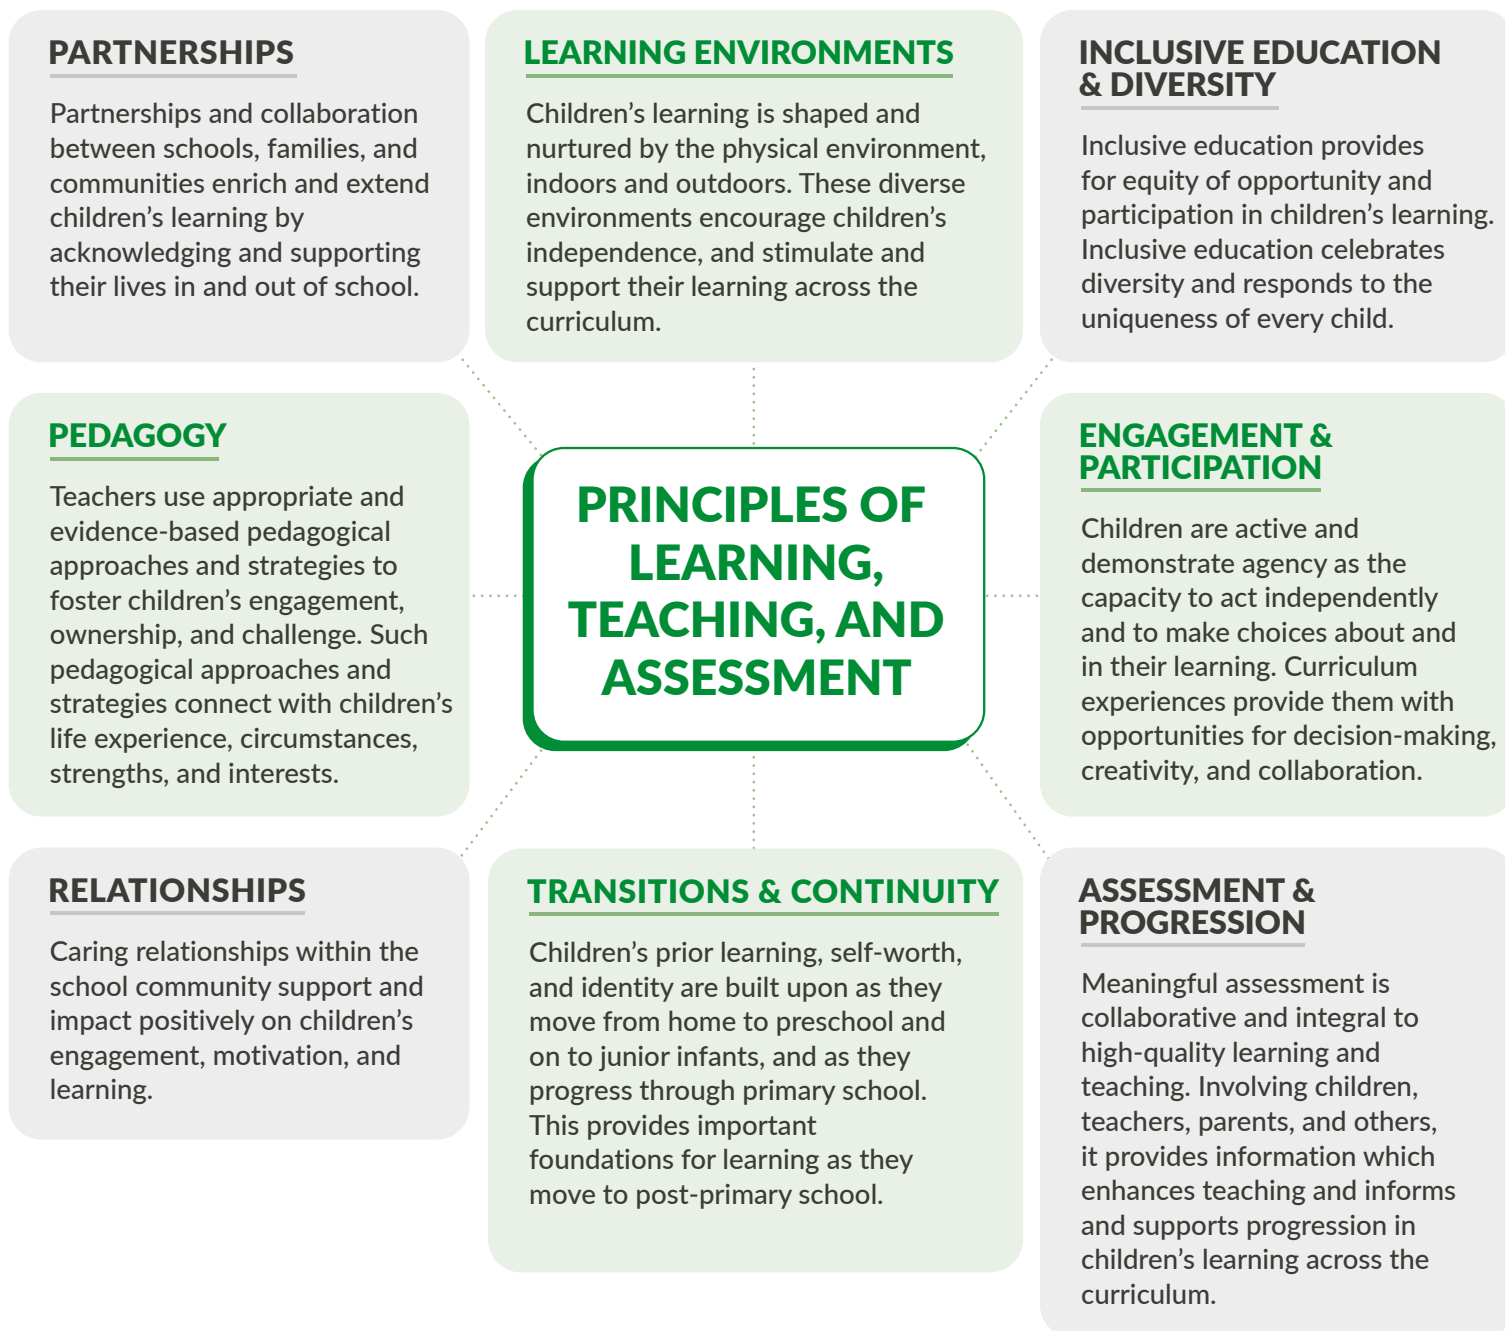 PARTNERSHIPS
Partnerships and collaboration
between schools, families, and
communities enrich and extend
children’s learning by
acknowledging and supporting
their lives in and out of school.
LEARNING ENVIRONMENTS
Children’s learning is shaped and
nurtured by the physical environment,
indoors and outdoors. These diverse
environments encourage children’s
independence, and stimulate and
support their learning across the
curriculum.
INCLUSIVE EDUCATION
& DIVERSITY
Inclusive education provides
for equity of opportunity and
participation in children’s learning.
Inclusive education celebrates
diversity and responds to the
uniqueness of every child.
PEDAGOGY
Teachers use appropriate and
evidence-based pedagogical
approaches and strategies to
foster children’s engagement,
ownership, and challenge. Such
pedagogical approaches and
strategies connect with children’s
life experience, circumstances,
strengths, and interests.
PRINCIPLES OF
LEARNING,
TEACHING, AND
ASSESSMENT
ENGAGEMENT &
PARTICIPATION
Children are active and
demonstrate agency as the
capacity to act independently
and to make choices about and
in their learning. Curriculum
experiences provide them with
opportunities for decision-making,
creativity, and collaboration.
RELATIONSHIPS
Caring relationships within the
school community support and
impact positively on children’s
engagement, motivation, and
learning.
TRANSITIONS & CONTINUITY
Children’s prior learning, self-worth,
and identity are built upon as they
move from home to preschool and
on to junior infants, and as they
progress through primary school.
This provides important
foundations for learning as they
move to post-primary school.
ASSESSMENT &
PROGRESSION
Meaningful assessment is
collaborative and integral to
high-quality learning and
teaching. Involving children,
teachers, parents, and others,
it provides information which
enhances teaching and informs
and supports progression in
children’s learning across the
curriculum.